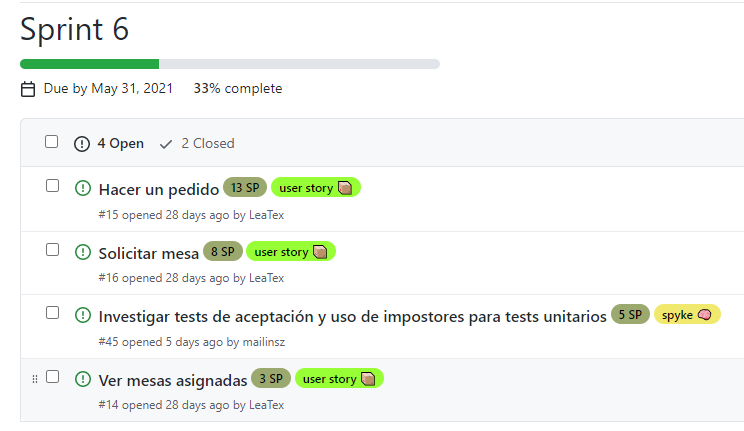 Sprint 6
Due by May 31, 2021 33% complete
4 Open 2 Closed
Hacer un pedido 13 SP user story
#15 opened 28 days ago by LeaTex
Solicitar mesa 8 SP user story
#16 opened 28 days ago by LeaTex
Investigar tests de aceptación y uso de impostores para tests unitarios 5 SP spyke
#45 opened 5 days ago by mailinsz
Ver mesas asignadas 3 SP user story
#14 opened 28 days ago by LeaTex